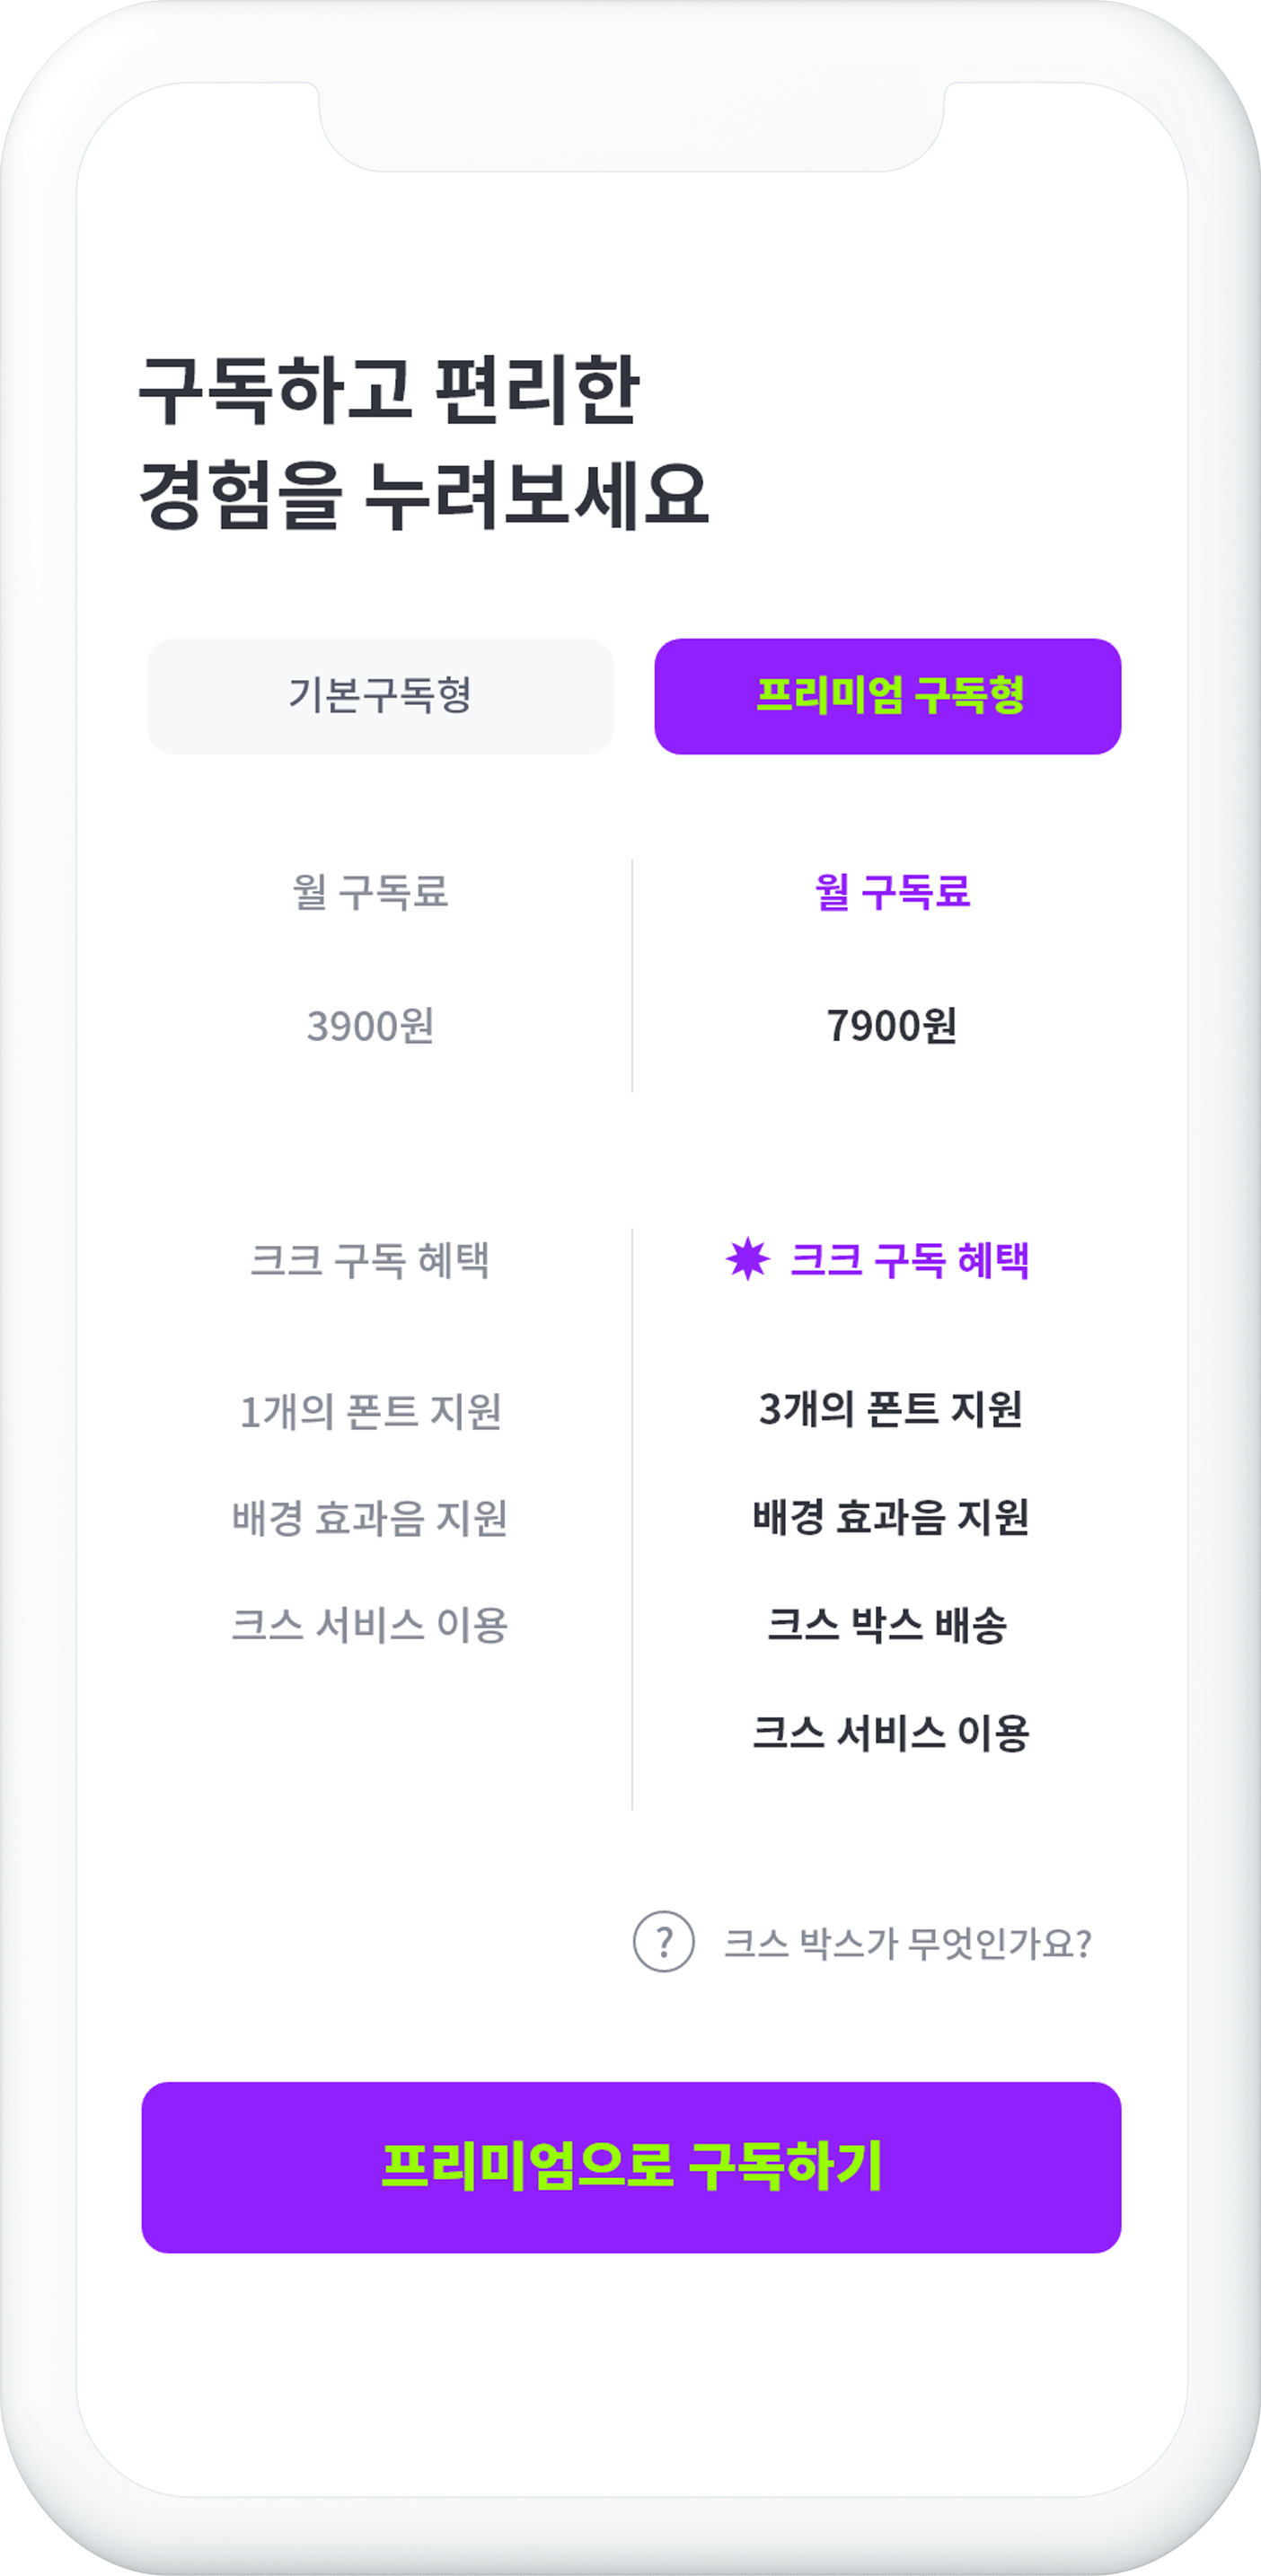 구독하고 편리한
경험을 누려보세요
기본구독형
프리미엄 구독형
월 구독료
월 구독료
3900원
7900원
크크 구독 혜택
크크 구독 혜택
1개의 폰트 지원
3개의 폰트 지원
배경 효과음 지원
배경 효과음 지원
크스 서비스 이용
크스 박스 배송
크스 서비스 이용
? 크스 박스가 무엇인가요?
프리미엄으로 구독하기